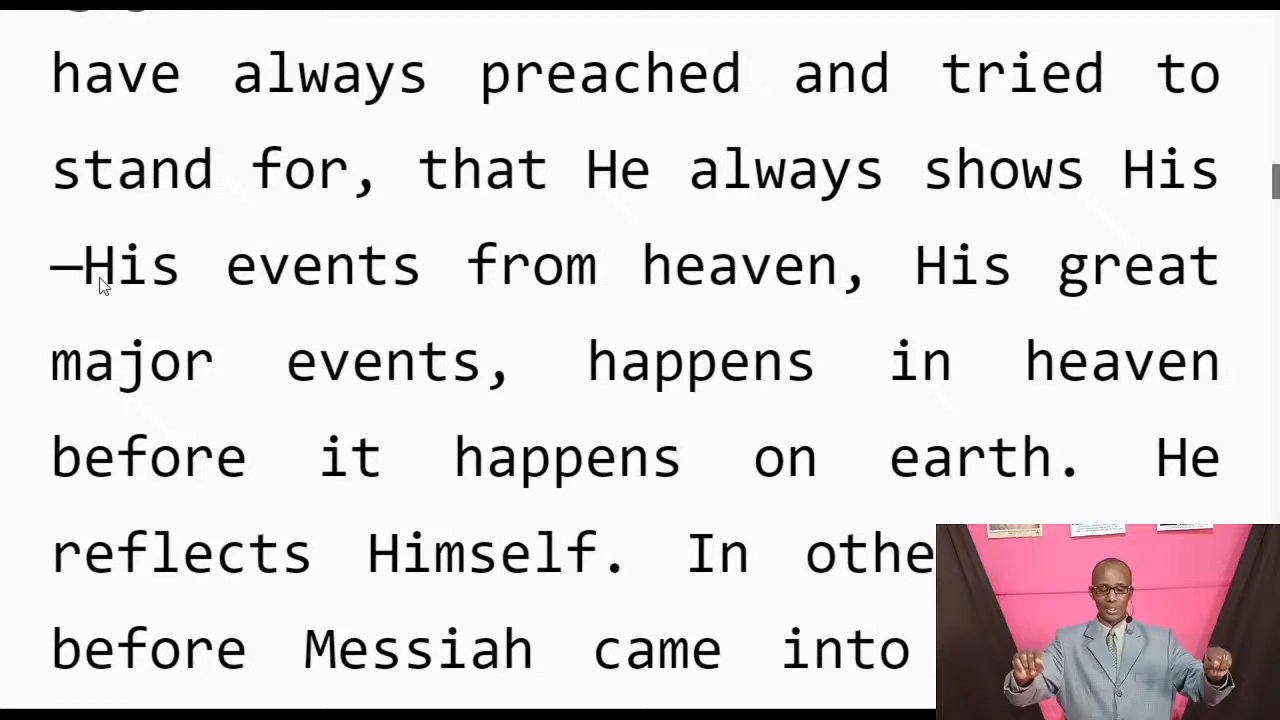 have always preached and tried to
stand for, that He always shows His
—His events from heaven, His great
major events, happens in heaven
before it happens on earth. He
reflects Himself. In othe
before Messiah came into